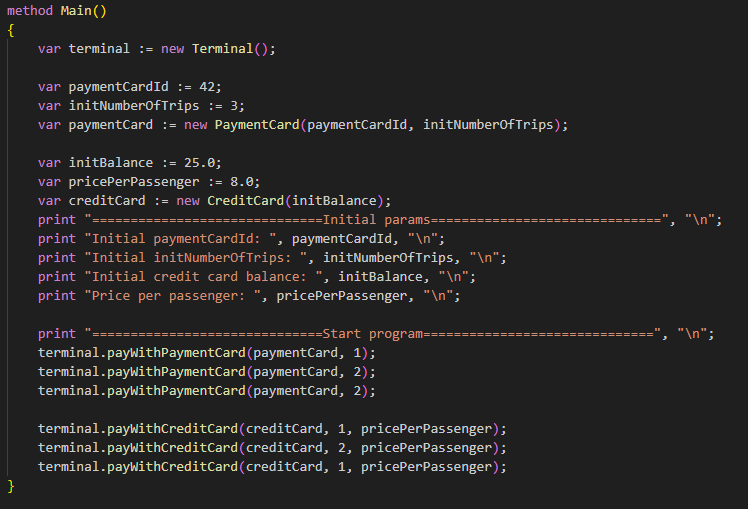 method Main()
{
    var terminal := new Terminal();

    var paymentCardId := 42;
    var initNumberOfTrips := 3;
    var paymentCard := new PaymentCard(paymentCardId, initNumberOfTrips);

    var initBalance := 25.0;
    var pricePerPassenger := 8.0;
    var creditCard := new CreditCard(initBalance);
    print "==============================Initial params==============================", "\n";
    print "Initial paymentCardId: ", paymentCardId, "\n";
    print "Initial initNumberOfTrips: ", initNumberOfTrips, "\n";
    print "Initial credit card balance: ", initBalance, "\n";
    print "Price per passenger: ", pricePerPassenger, "\n";

    print "==============================Start program==============================", "\n";
    terminal.payWithPaymentCard(paymentCard, 1);
    terminal.payWithPaymentCard(paymentCard, 2);
    terminal.payWithPaymentCard(paymentCard, 2);

    terminal.payWithCreditCard(creditCard, 1, pricePerPassenger);
    terminal.payWithCreditCard(creditCard, 2, pricePerPassenger);
    terminal.payWithCreditCard(creditCard, 1, pricePerPassenger);
}